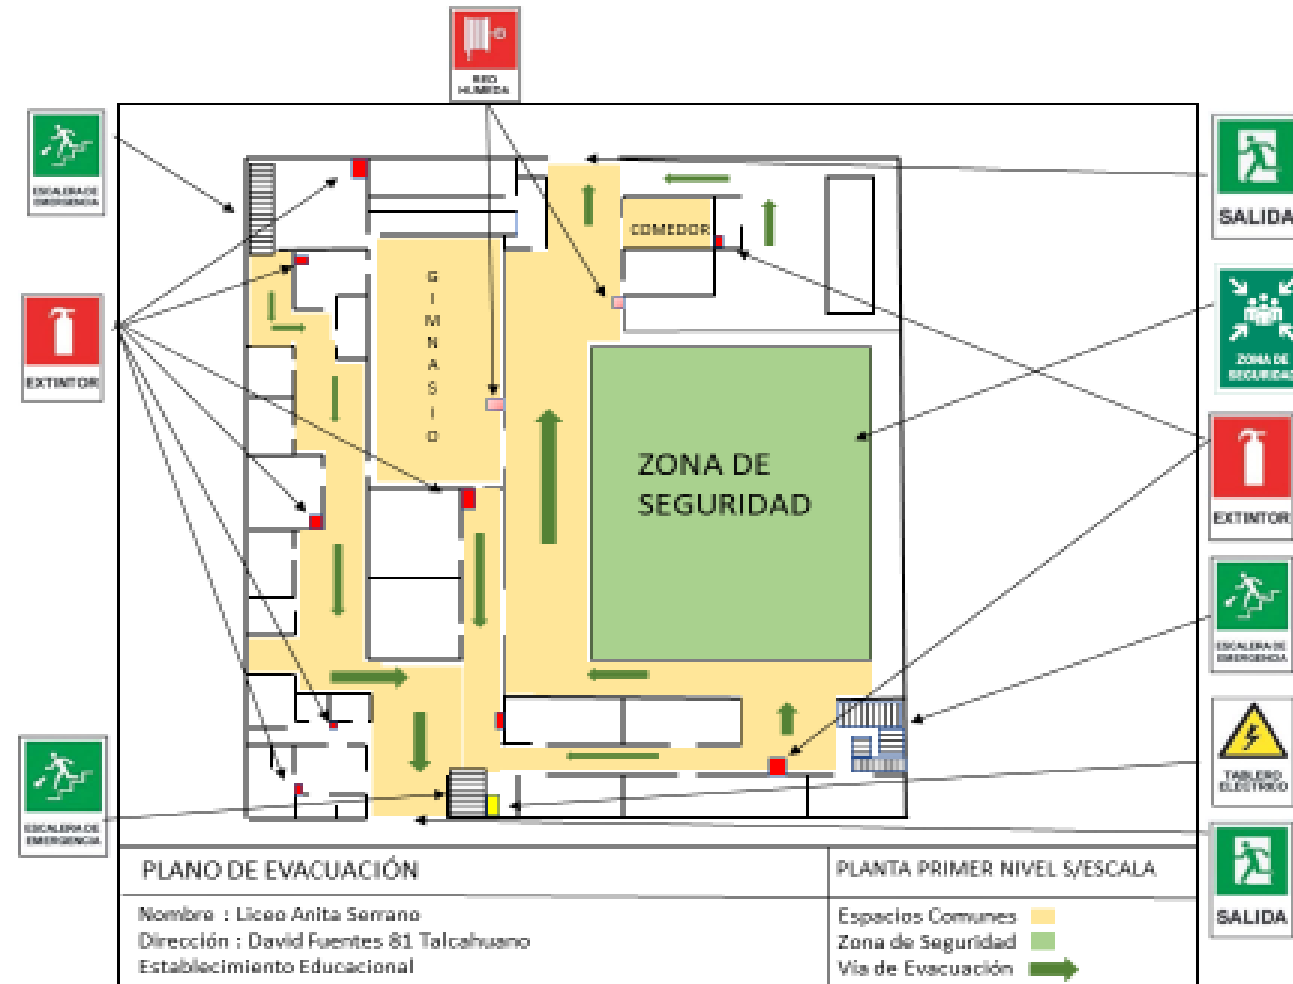 RED
HUMEDA
ESCALERA DE
EMERGENCIA
SALIDA
COMEDOR
GIMNASIO
ZONA DE
SEGURIDAD
EXTINTOR
ZONA DE
SEGURIDAD
EXTINTOR
ESCALERA DE
EMERGENCIA
TABLERO
ELECTRICO
ESCALERA DE
EMERGENCIA
SALIDA
PLANO DE EVACUACIÓN
PLANTA PRIMER NIVEL S/ESCALA
Nombre : Liceo Anita Serrano
Dirección : David Fuentes 81 Talcahuano
Establecimiento Educacional
Espacios Comunes
Zona de Seguridad
Vía de Evacuación